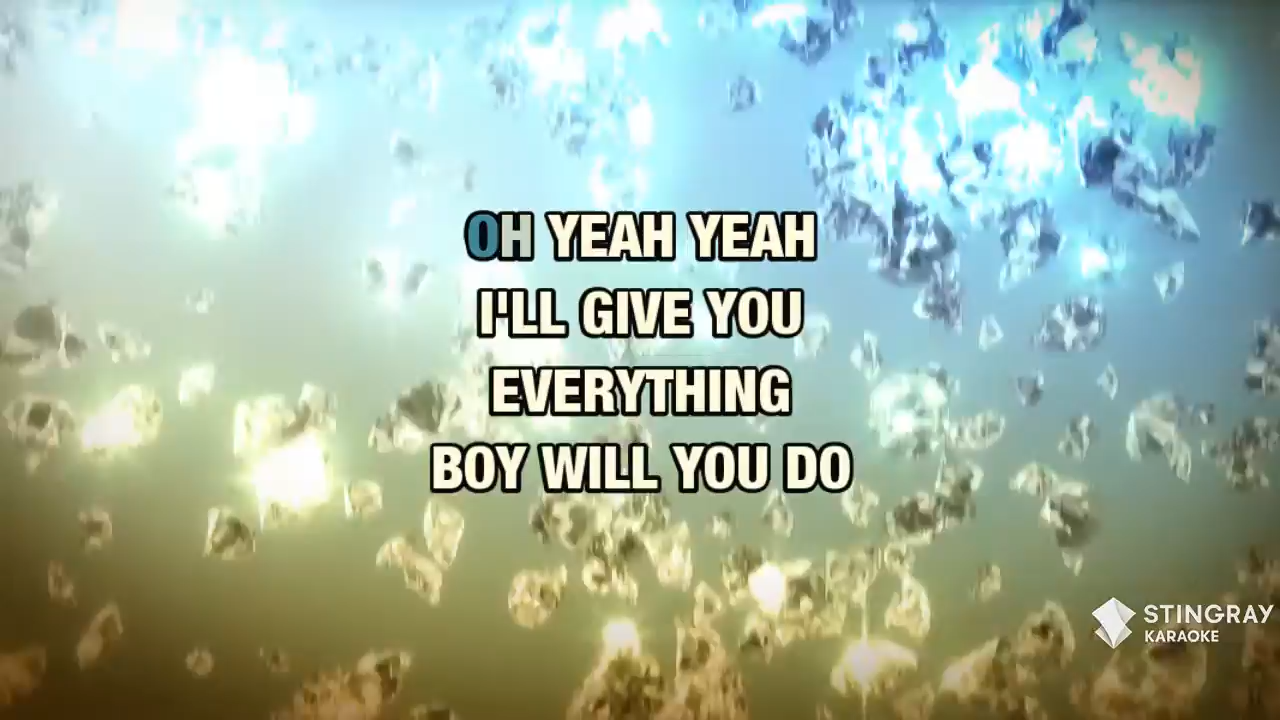 OH YEAH YEAH
I'LL GIVE YOU
EVERYTHING
BOY WILL YOU DO
STINGRAY
KARAOKE